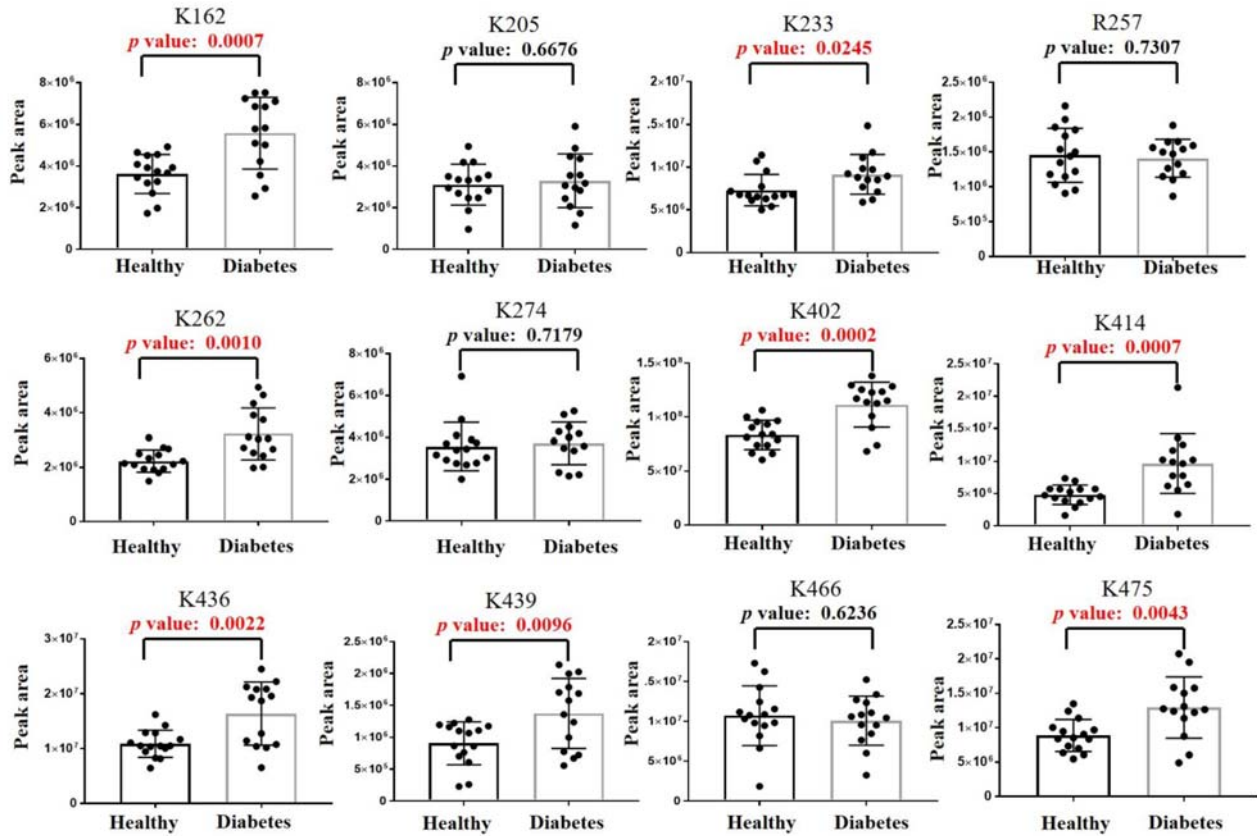 K162
p value: 0.0007
Peak area
8×10⁶
6×10⁶
4×10⁶
2×10⁶
0
Healthy Diabetes
K205
p value: 0.6676
Peak area
8×10⁶
6×10⁶
4×10⁶
2×10⁶
0
Healthy Diabetes
K233
p value: 0.0245
Peak area
2×10⁷
.5×10⁷
1×10⁷
5×10⁶
0
Healthy Diabetes
R257
p value: 0.7307
Peak area
2.5×10⁶
2×10⁶
1.5×10⁶
1×10⁶
5×10⁵
0
Healthy Diabetes
K262
p value: 0.0010
Peak area
6×10⁶
4×10⁶
2×10⁶
0
Healthy Diabetes
K274
p value: 0.7179
Peak area
8×10⁶
6×10⁶
4×10⁶
2×10⁶
0
Healthy Diabetes
K402
p value: 0.0002
Peak area
1.5×10⁸
1×10⁸
5×10⁷
0
Healthy Diabetes
K414
p value: 0.0007
Peak area
2.5×10⁷
2×10⁷
1.5×10⁷
1×10⁷
5×10⁶
0
Healthy Diabetes
K436
p value: 0.0022
Peak area
3×10⁷
2×10⁷
1×10⁷
0
Healthy Diabetes
K439
p value: 0.0096
Peak area
2.5×10⁶
2×10⁶
1.5×10⁶
1×10⁶
5×10⁵
0
Healthy Diabetes
K466
p value: 0.6236
Peak area
2×10⁷
1.5×10⁷
1×10⁷
5×10⁶
0
Healthy Diabetes
K475
p value: 0.0043
Peak area
2.5×10⁷
2×10⁷
1.5×10⁷
1×10⁷
5×10⁶
0
Healthy Diabetes